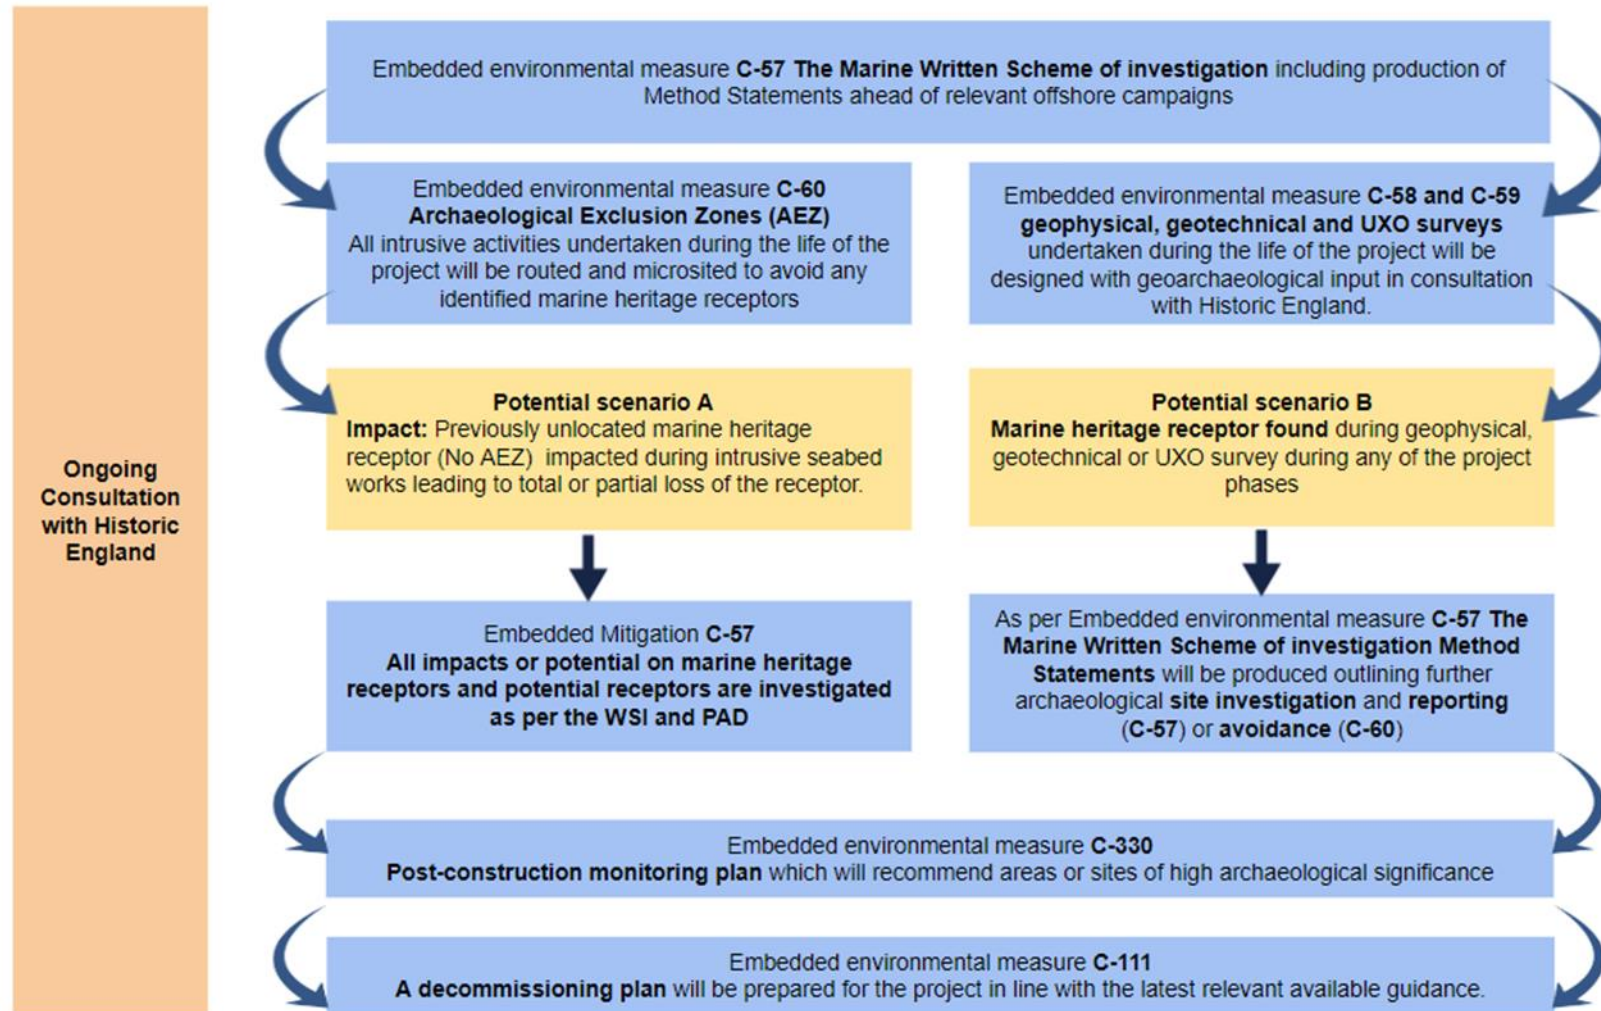 Ongoing
Consultation
with Historic
England
Embedded environmental measure C-57 The Marine Written Scheme of investigation including production of
Method Statements ahead of relevant offshore campaigns
Embedded environmental measure C-60
Archaeological Exclusion Zones (AEZ)
All intrusive activities undertaken during the life of the
project will be routed and microsited to avoid any
identified marine heritage receptors
Embedded environmental measure C-58 and C-59
geophysical, geotechnical and UXO surveys
undertaken during the life of the project will be
designed with geoarchaeological input in consultation
with Historic England.
Potential scenario A
Impact: Previously unlocated marine heritage
receptor (No AEZ) impacted during intrusive seabed
works leading to total or partial loss of the receptor.
Potential scenario B
Marine heritage receptor found during geophysical,
geotechnical or UXO survey during any of the project
phases
Embedded Mitigation C-57
All impacts or potential on marine heritage
receptors and potential receptors are investigated
as per the WSI and PAD
As per Embedded environmental measure C-57 The
Marine Written Scheme of investigation Method
Statements will be produced outlining further
archaeological site investigation and reporting
(C-57) or avoidance (C-60)
Embedded environmental measure C-330
Post-construction monitoring plan which will recommend areas or sites of high archaeological significance
Embedded environmental measure C-111
A decommissioning plan will be prepared for the project in line with the latest relevant available guidance.